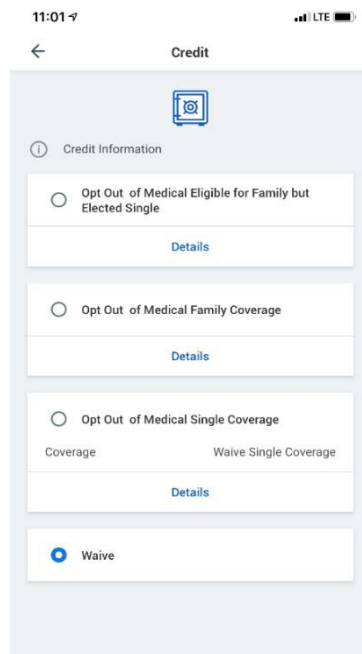 11:01
LTE
Credit
Credit Information
Opt Out of Medical Eligible for Family but
Elected Single
Details
Opt Out of Medical Family Coverage
Details
Opt Out of Medical Single Coverage
Coverage Waive Single Coverage
Details
Waive